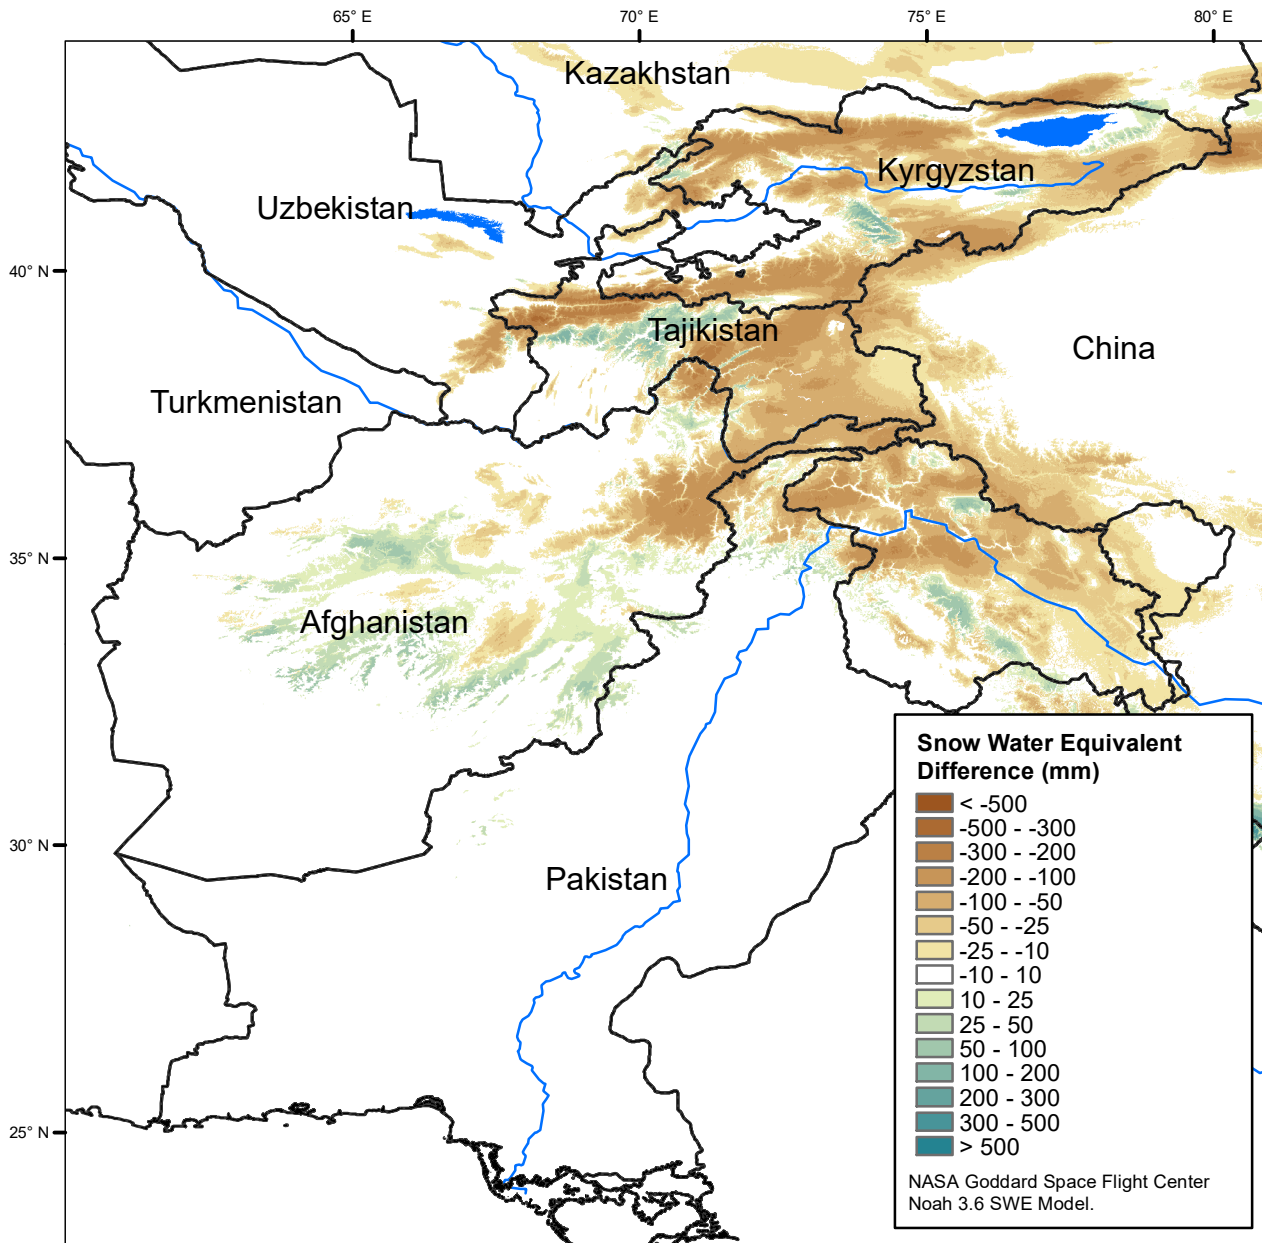 65° E
70° E
75° E
80° E
Kazakhstan
Kyrgyzstan
Uzbekistan
40° N
Tajikistan
China
Turkmenistan
35° N
Afghanistan
Snow Water Equivalent
Difference (mm)
< -500
-500 - -300
-300 - -200
-200 - -100
-100 - -50
-50 - -25
-25 - -10
-10 - 10
10 - 25
25 - 50
50 - 100
100 - 200
200 - 300
300 - 500
> 500
30° N
Pakistan
25° N
NASA Goddard Space Flight Center
Noah 3.6 SWE Model.